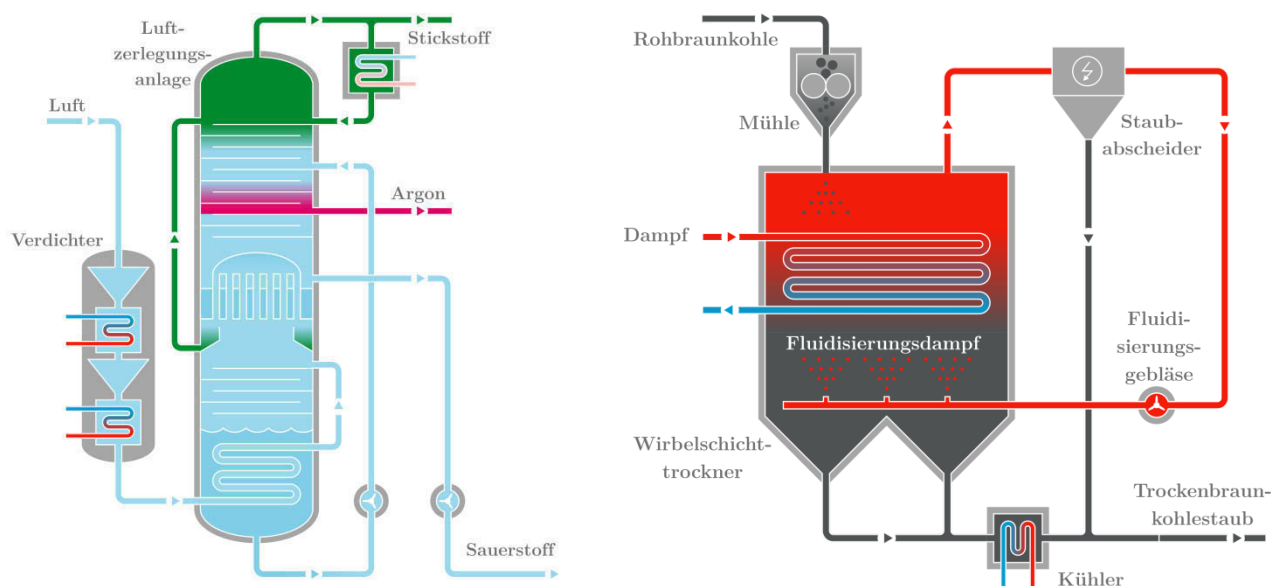 Luft-
zerlegungs-
anlage
Stickstoff
Luft
Argon
Verdichter
Sauerstoff
Rohbraunkohle
Mühle
Staub-
abscheider
Dampf
Fluidisierungsdampf
Fluidi-
sierungs-
gebläse
Wirbelschicht-
trockner
Trockenbraun-
kohlestaub
Kühler